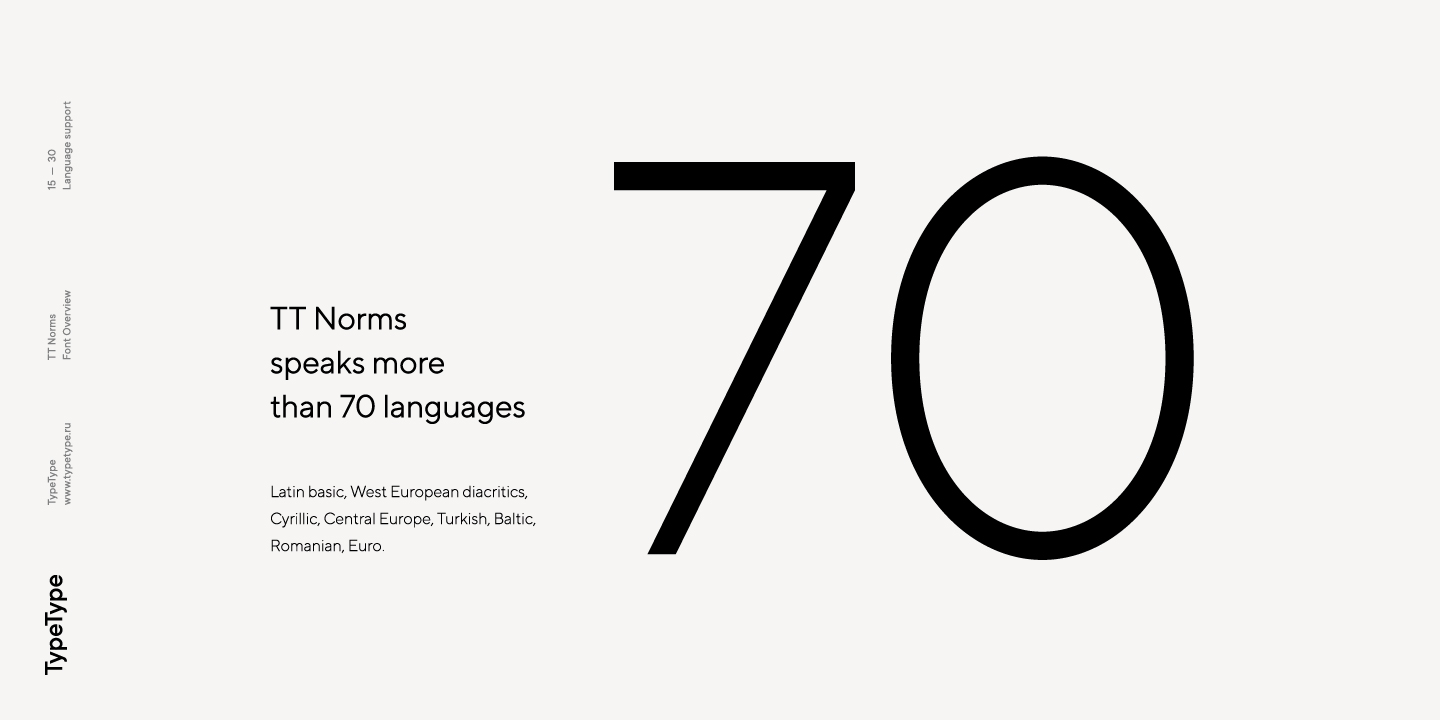 15 — 30
Language support
TT Norms
Font Overview
TypeType
www.typetype.ru
TypeType
TT Norms
speaks more
than 70 languages
Latin basic, West European diacritics,
Cyrillic, Central Europe, Turkish, Baltic,
Romanian, Euro.
70